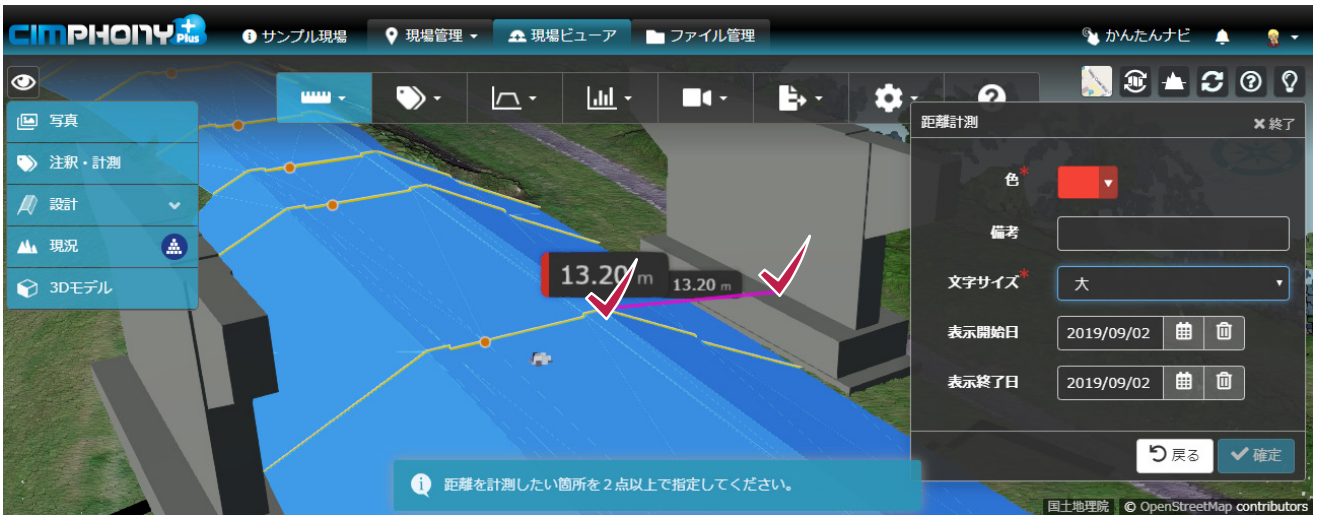 CIMPHONY Plus
サンプル現場
現場管理
現場ビューア
ファイル管理
かんたんナビ
写真
注釈・計測
設計
現況
3Dモデル
距離計測
終了
色*
備考
文字サイズ*
大
表示開始日
2019/09/02
表示終了日
2019/09/02
戻る
確定
13.20 m
13.20 m
距離を計測したい箇所を2点以上で指定してください。
国土地理院 © OpenStreetMap contributors